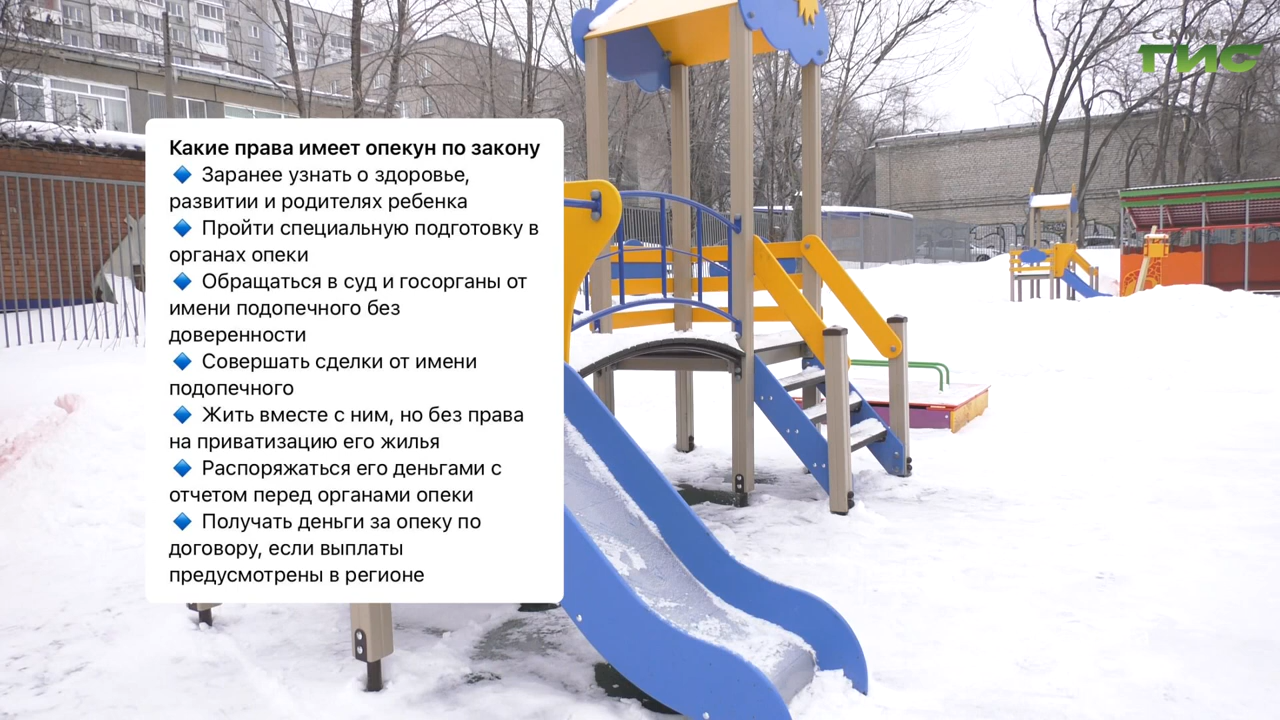 САМАРА
ГИС
Какие права имеет опекун по закону
🔹 Заранее узнать о здоровье,
развитии и родителях ребенка
🔹 Пройти специальную подготовку в
органах опеки
🔹 Обращаться в суд и госорганы от
имени подопечного без
доверенности
🔹 Совершать сделки от имени
подопечного
🔹 Жить вместе с ним, но без права
на приватизацию его жилья
🔹 Распоряжаться его деньгами с
отчетом перед органами опеки
🔹 Получать деньги за опеку по
договору, если выплаты
предусмотрены в регионе